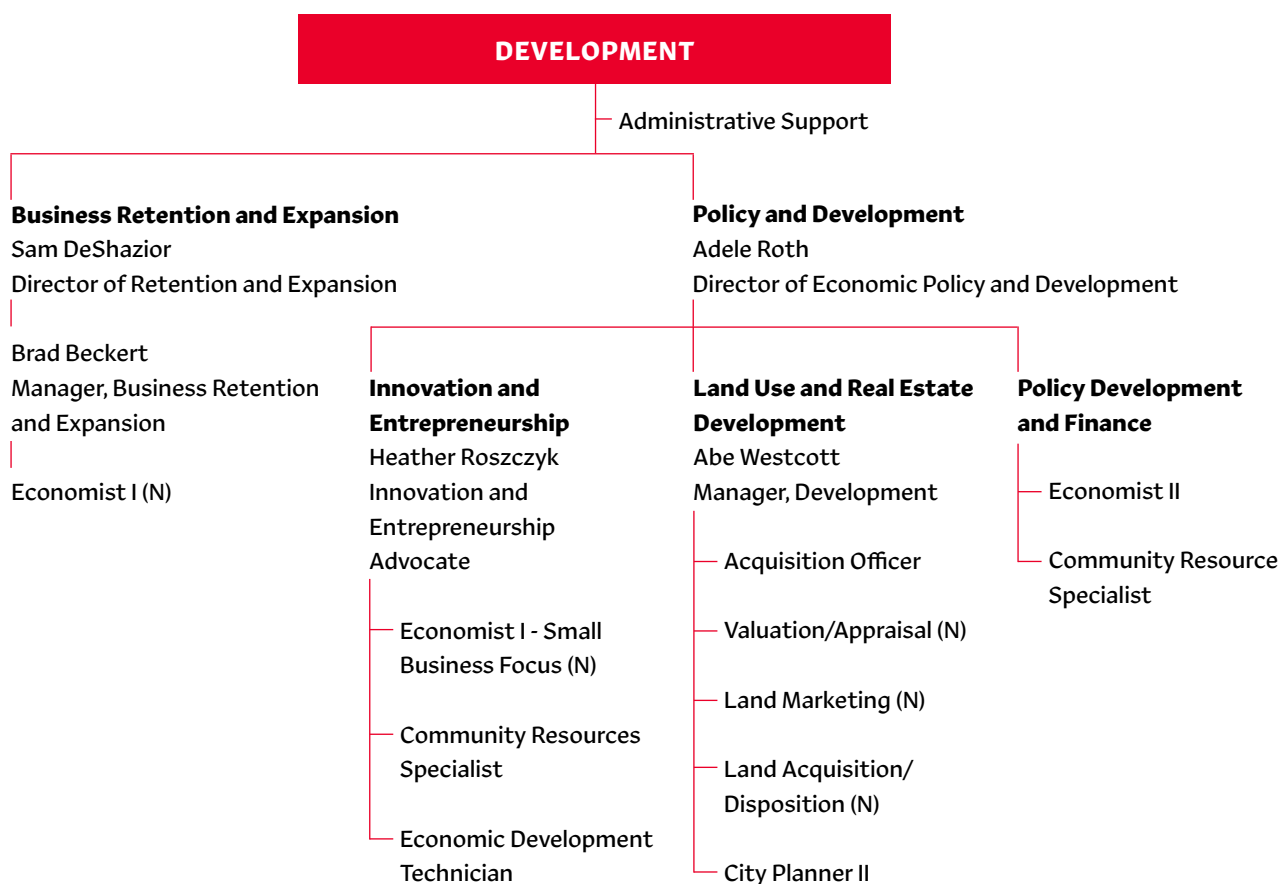 DEVELOPMENT
Administrative Support
Business Retention and Expansion
Sam DeShazior
Director of Retention and Expansion
Brad Beckert
Manager, Business Retention
and Expansion
Economist I (N)
Policy and Development
Adele Roth
Director of Economic Policy and Development
Innovation and
Entrepreneurship
Heather Roszczyk
Innovation and
Entrepreneurship
Advocate
Economist I - Small
Business Focus (N)
Community Resources
Specialist
Economic Development
Technician
Land Use and Real Estate
Development
Abe Westcott
Manager, Development
Acquisition Officer
Valuation/Appraisal (N)
Land Marketing (N)
Land Acquisition/
Disposition (N)
City Planner II
Policy Development
and Finance
Economist II
Community Resource
Specialist